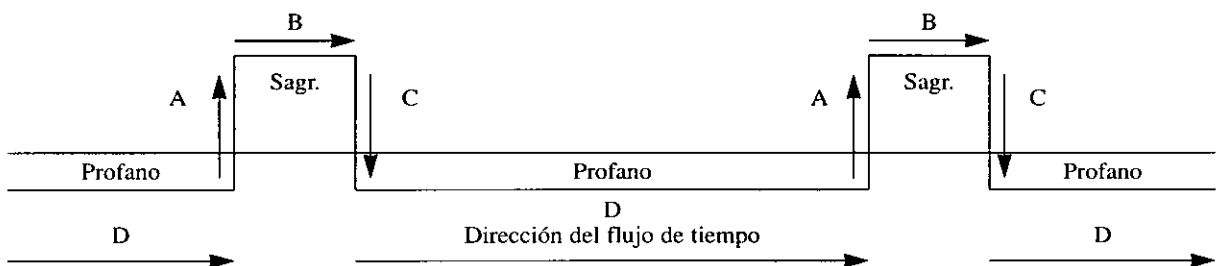 B B
Sagr. Sagr.
A C A C
Profano Profano Profano
D
D Dirección del flujo de tiempo D